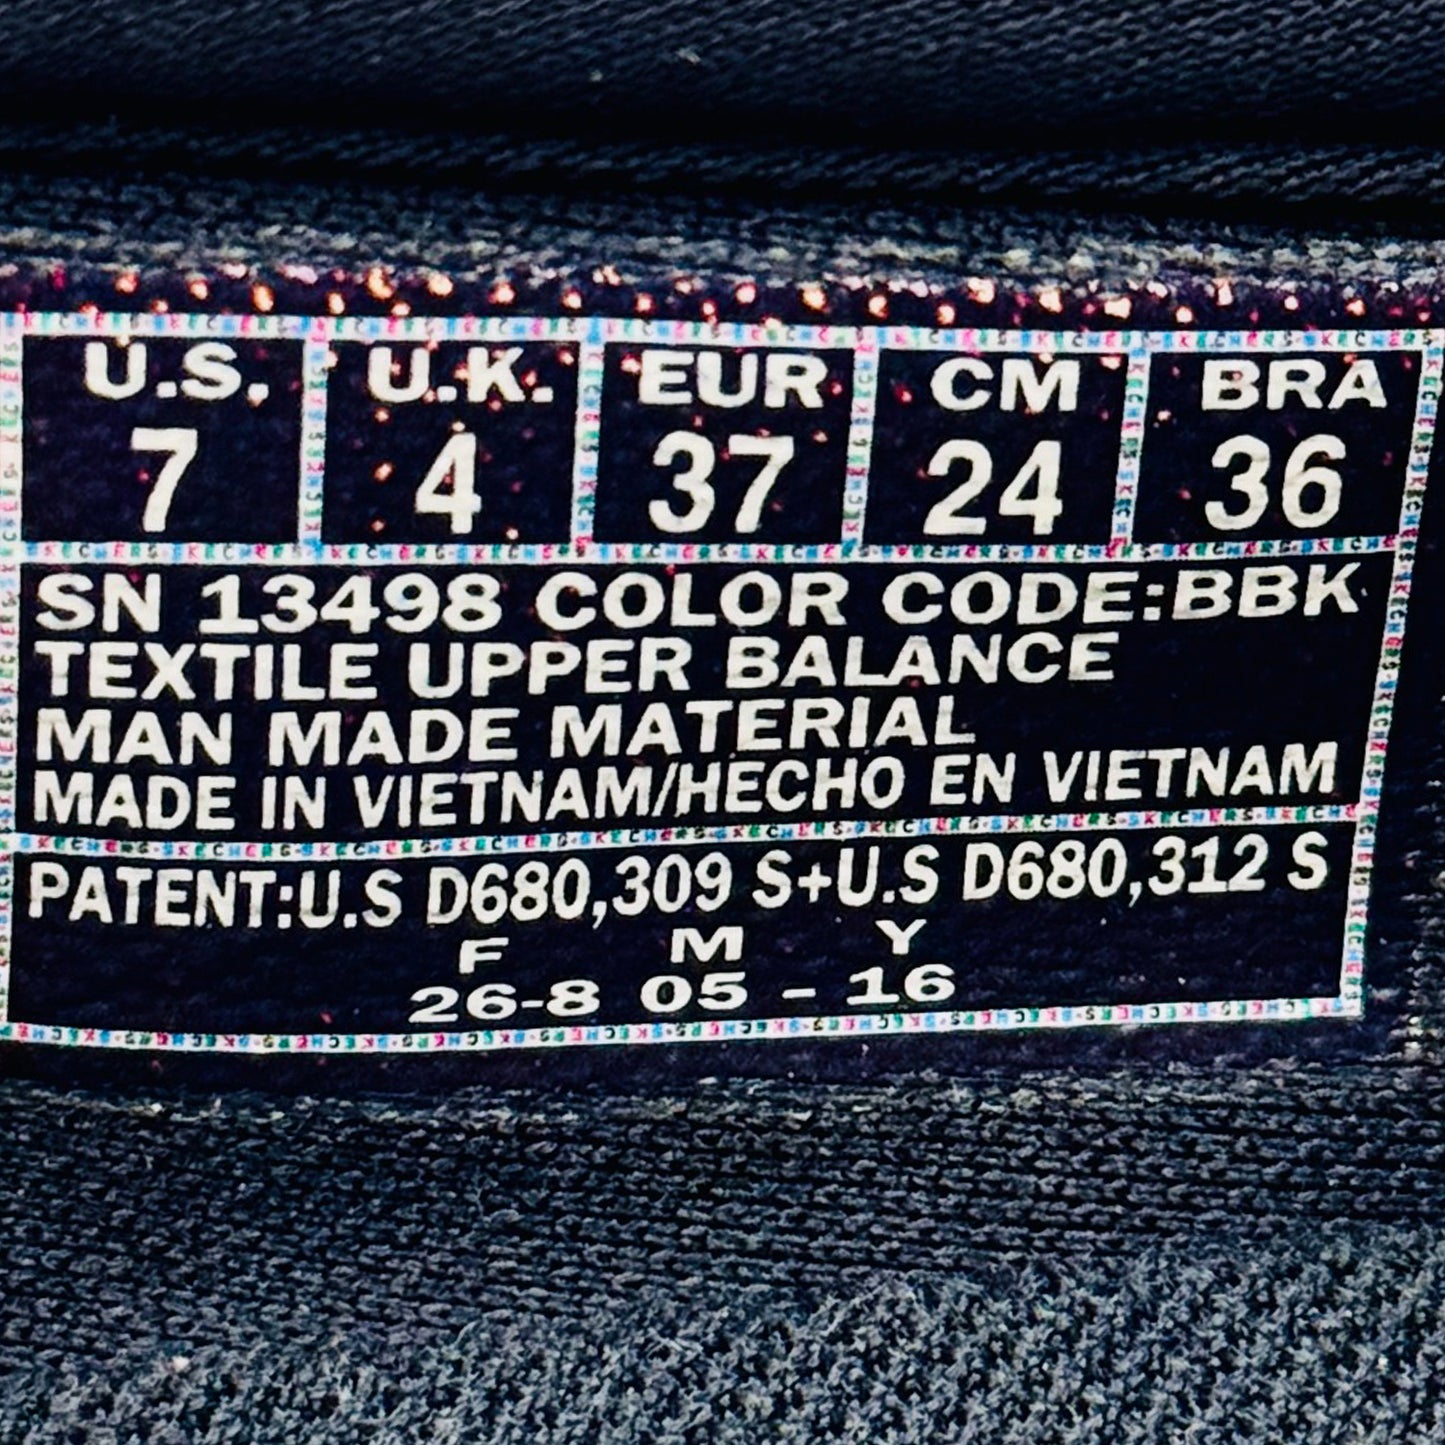 U.S. U.K. EUR CM BRA
7 4 37 24 36
SN 13498 COLOR CODE:BBK
TEXTILE UPPER BALANCE
MAN MADE MATERIAL
MADE IN VIETNAM/HECHO EN VIETNAM
PATENT:U.S D680,309 S+U.S D680,312 S
F M Y
26-8 05 - 16